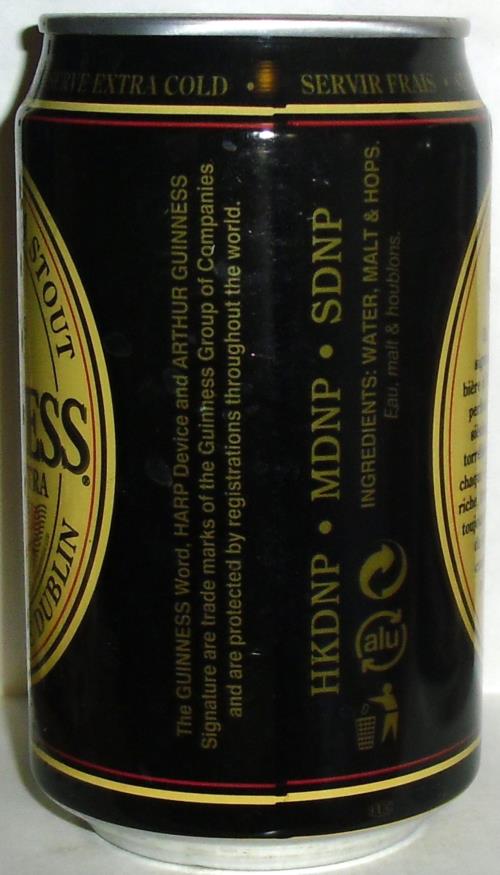 SERVE EXTRA COLD • SERVIR FRAIS •
STOUT
ESS
DUBLIN
The GUINNESS Word, HARP Device and ARTHUR GUINNESS
Signature are trade marks of the Guinness Group of Companies
and are protected by registrations throughout the world.
HKDNP • MDNP • SDNP
INGREDIENTS: WATER, MALT & HOPS.
Eau, malt & houblons.
alu
bière